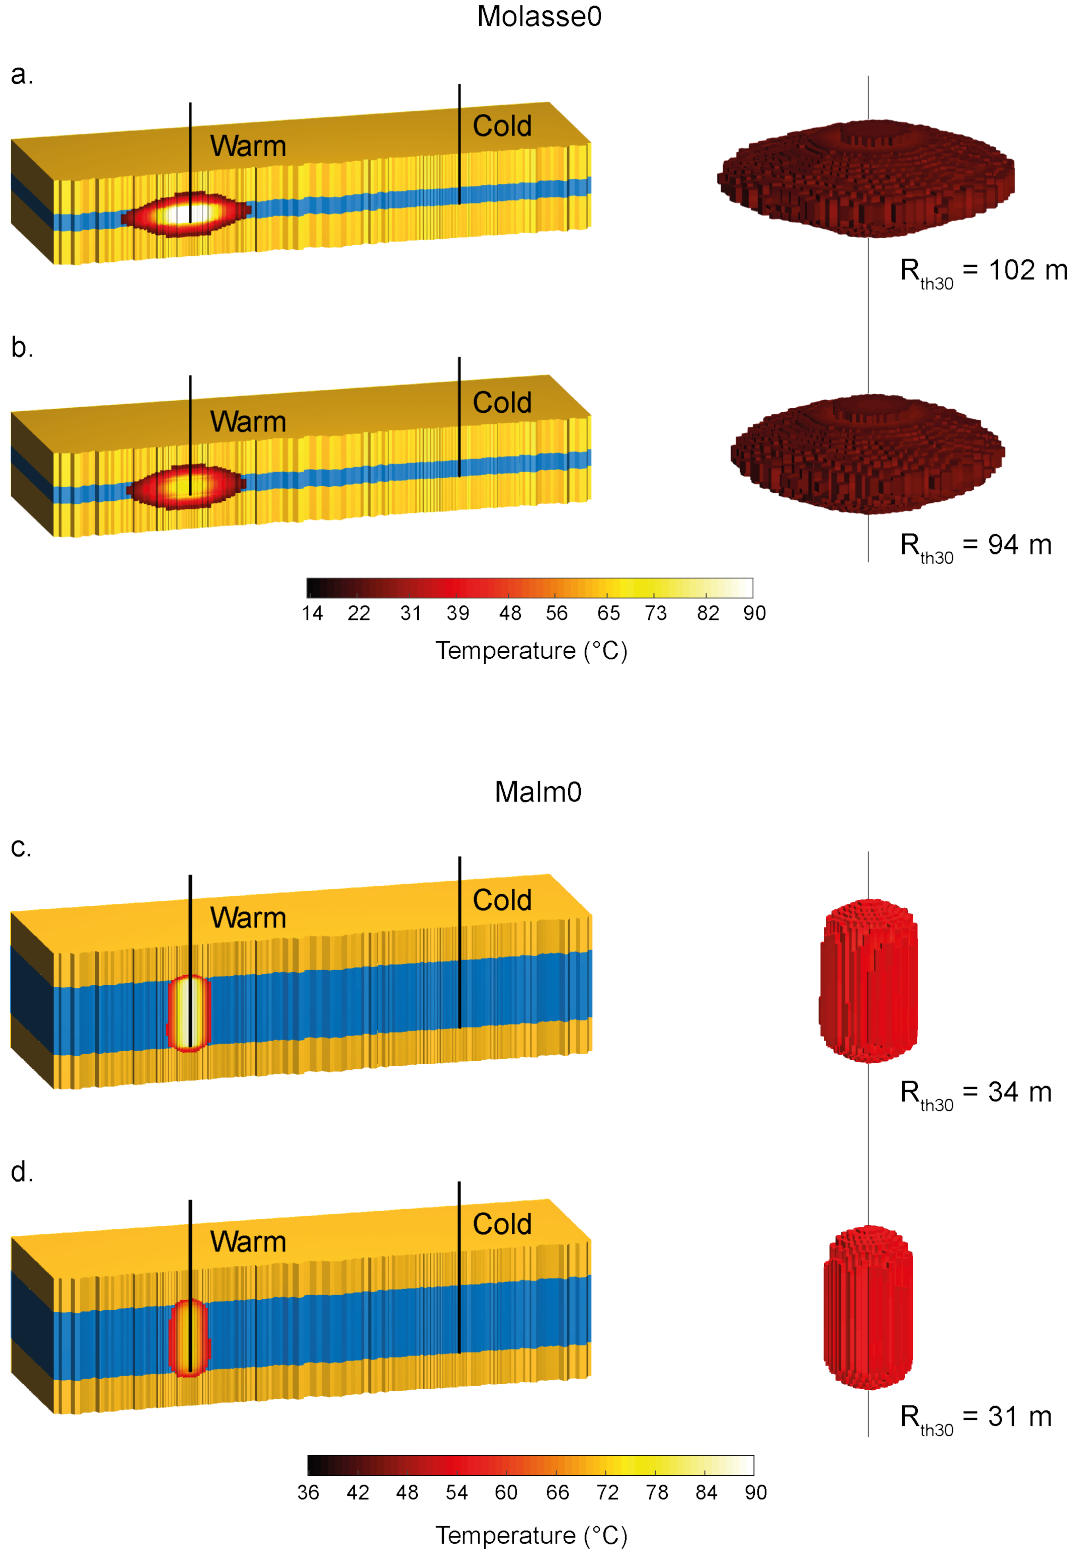 Molasse0
a.
Warm
Cold
Rth30 = 102 m
b.
Warm
Cold
Rth30 = 94 m
14 22 31 39 48 56 65 73 82 90
Temperature (°C)
Malm0
c.
Warm
Cold
Rth30 = 34 m
d.
Warm
Cold
Rth30 = 31 m
36 42 48 54 60 66 72 78 84 90
Temperature (°C)